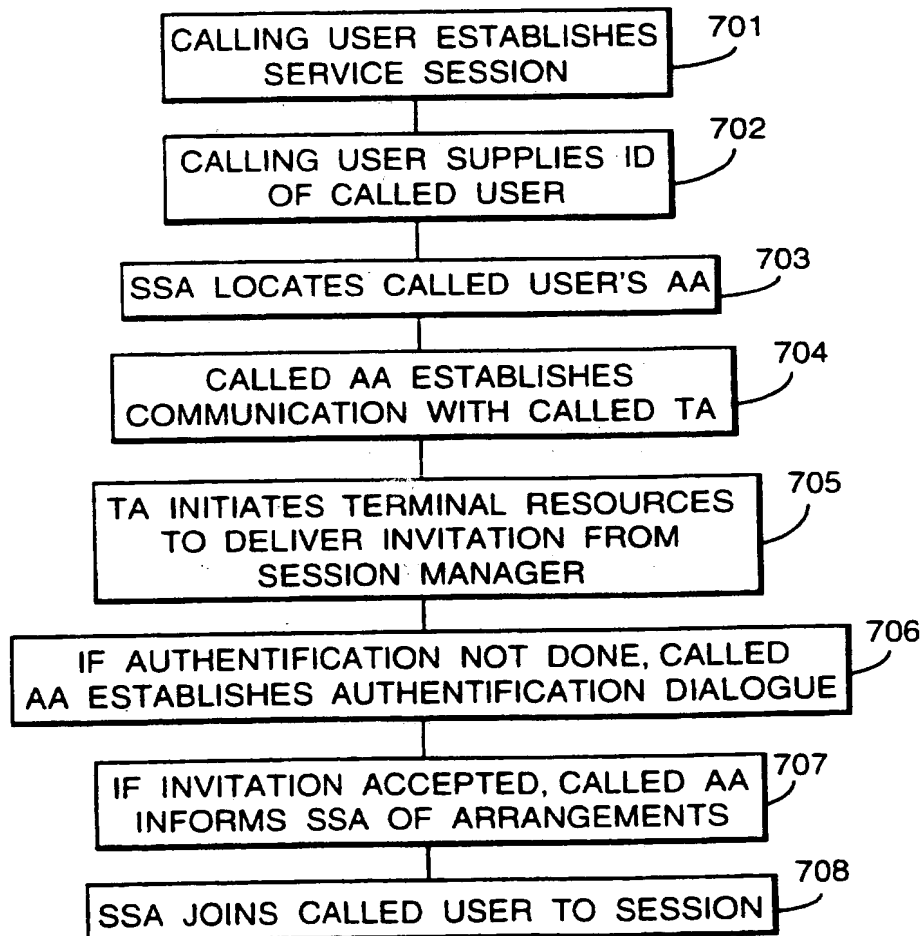 CALLING USER ESTABLISHES
SERVICE SESSION
701
CALLING USER SUPPLIES ID
OF CALLED USER
702
SSA LOCATES CALLED USER'S AA
703
CALLED AA ESTABLISHES
COMMUNICATION WITH CALLED TA
704
TA INITIATES TERMINAL RESOURCES
TO DELIVER INVITATION FROM
SESSION MANAGER
705
IF AUTHENTIFICATION NOT DONE, CALLED
AA ESTABLISHES AUTHENTIFICATION DIALOGUE
706
IF INVITATION ACCEPTED, CALLED AA
INFORMS SSA OF ARRANGEMENTS
707
SSA JOINS CALLED USER TO SESSION
708